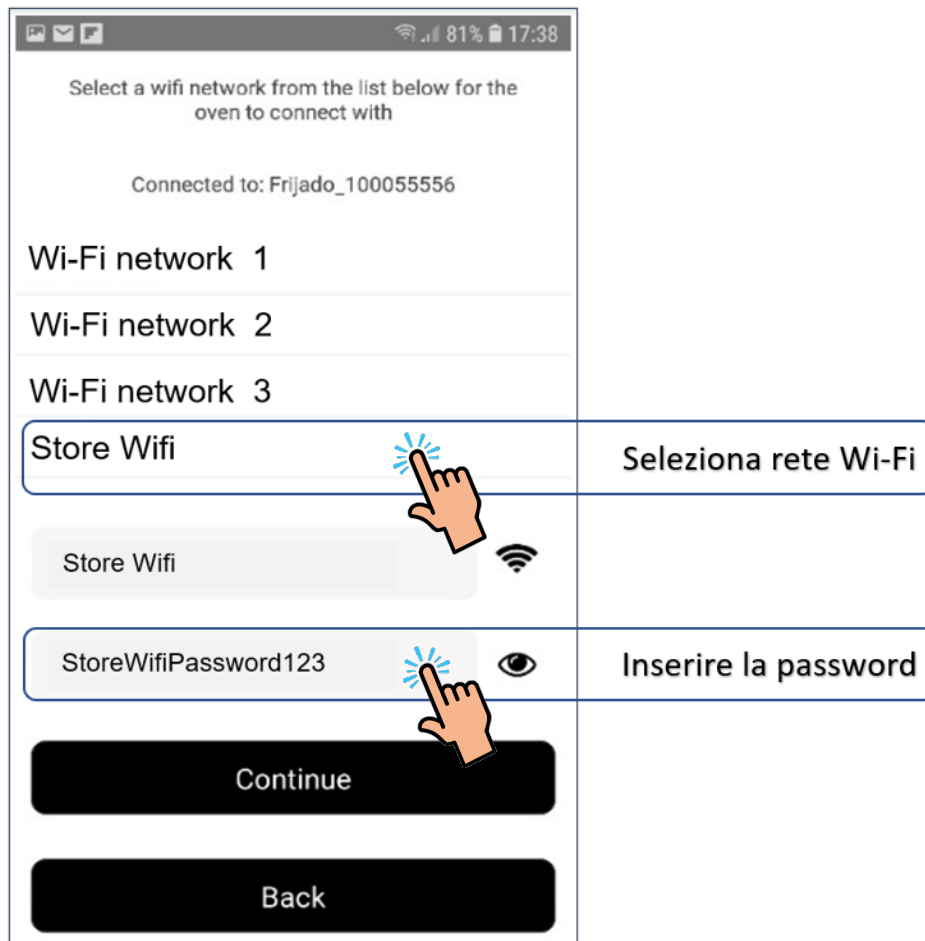 81% 17:38
Select a wifi network from the list below for the
oven to connect with
Connected to: Frijado_100055556
Wi-Fi network 1
Wi-Fi network 2
Wi-Fi network 3
Store Wifi
Seleziona rete Wi-Fi
Store Wifi
StoreWifiPassword123
Inserire la password
Continue
Back